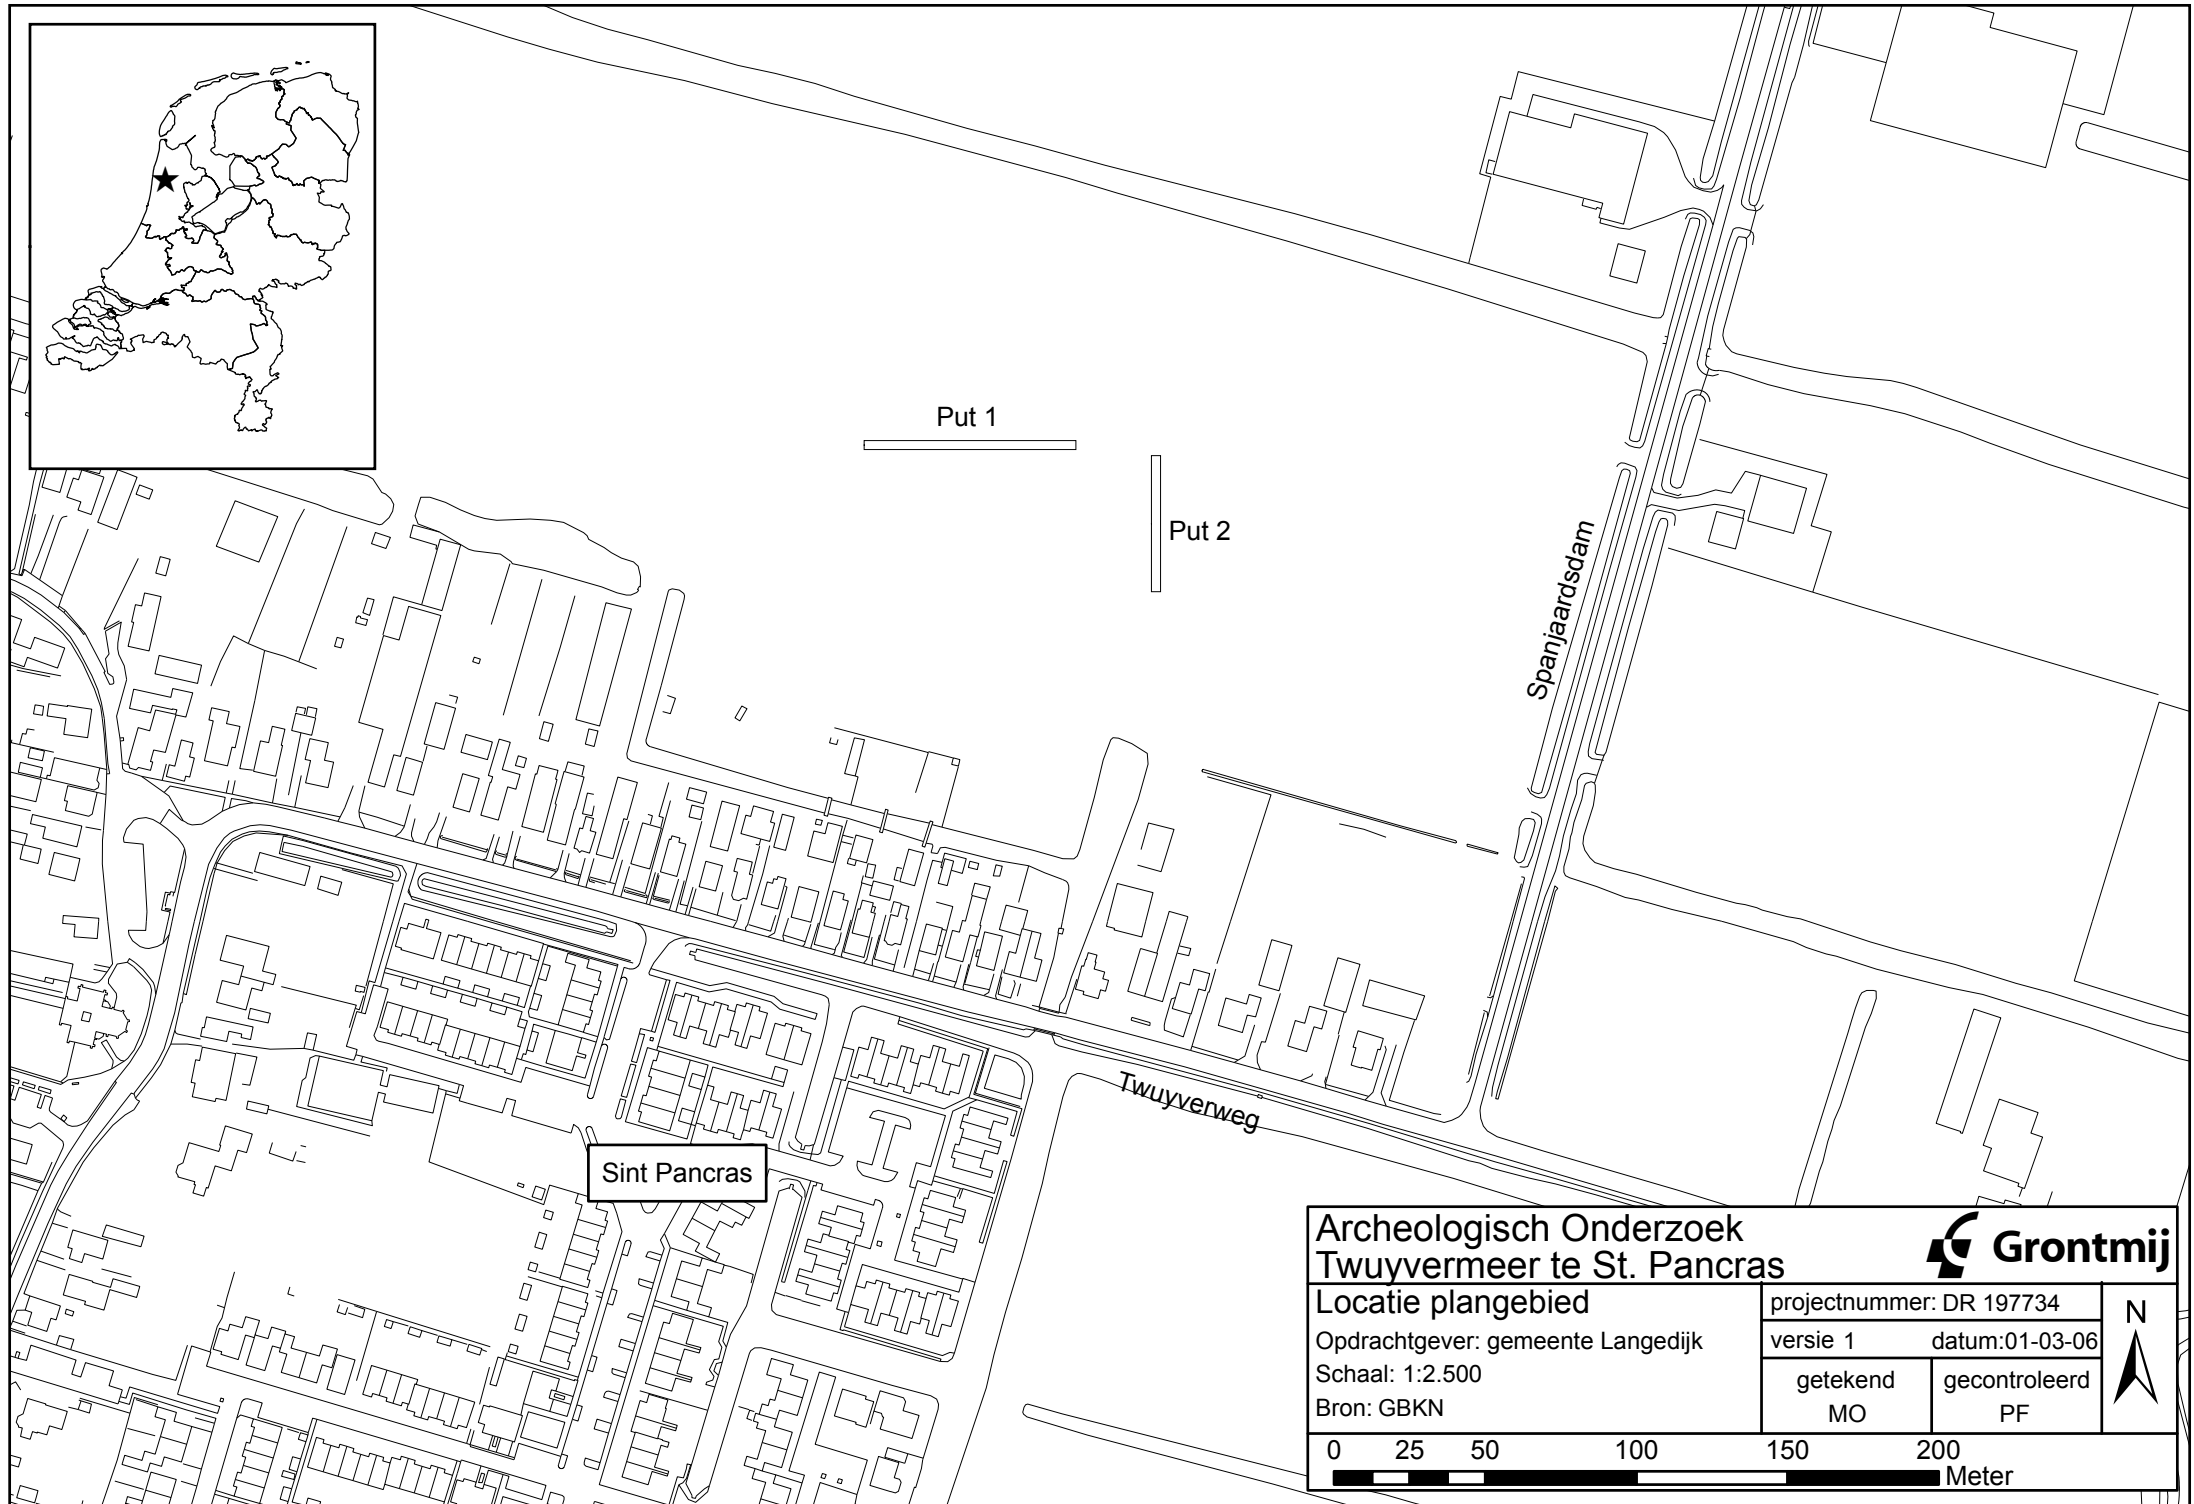 Put 1
Put 2
Spanjaardsdam
Twuyverweg
Sint Pancras
Archeologisch Onderzoek
Twuyvermeer te St. Pancras
Grontmij
Locatie plangebied
Opdrachtgever: gemeente Langedijk
Schaal: 1:2.500
Bron: GBKN
projectnummer: DR 197734
versie 1 datum:01-03-06
getekend
MO
gecontroleerd
PF
N
0 25 50 100 150 200
Meter